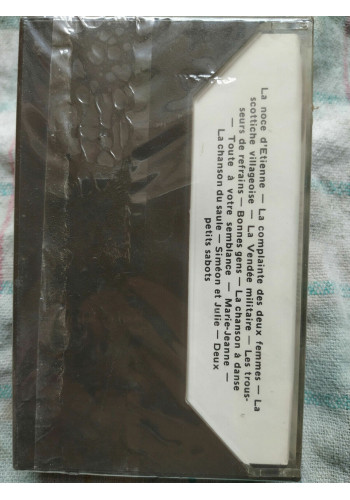 La noce d'Etienne — La complainte des deux femmes — La
scottiche villageoise — La Vendée militaire — Les trous-
seurs de refrains — Bonnes gens — La chanson à danse
— Toute à votre semblance — Marie-Jeanne —
La chanson du saule — Siméon et Julie — Deux
petits sabots